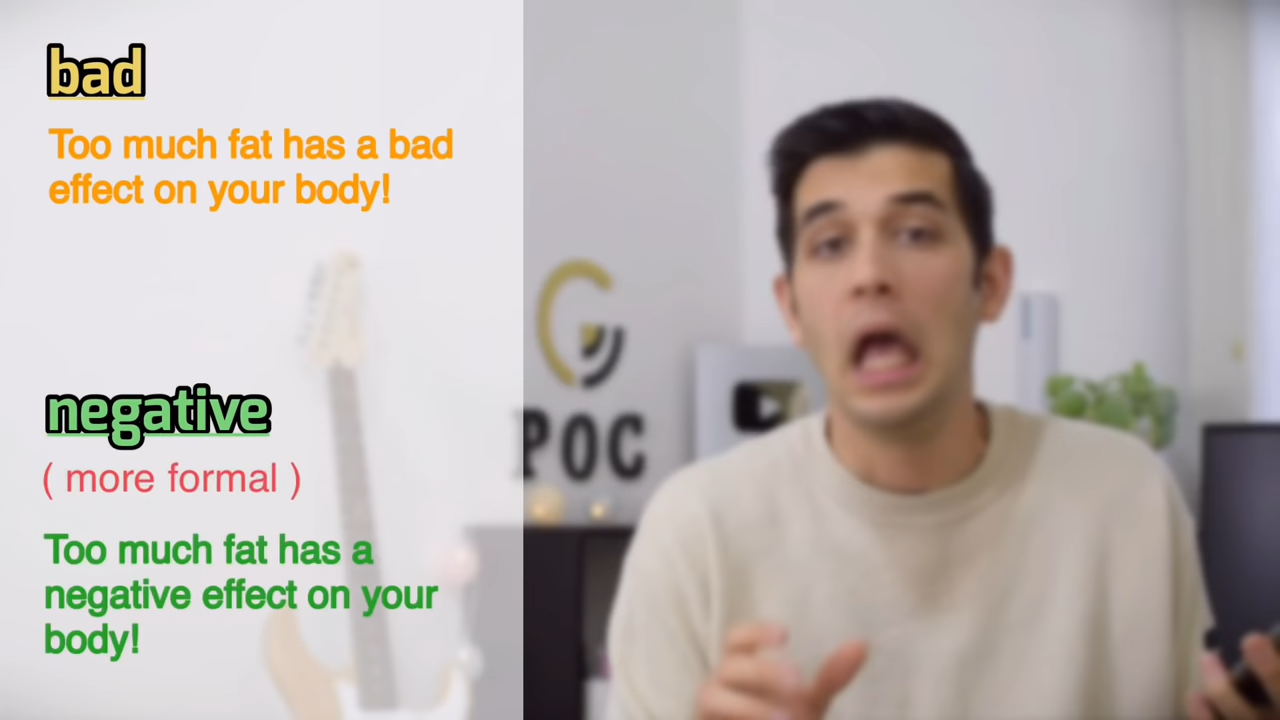 bad
Too much fat has a bad
effect on your body!
negative
( more formal )
Too much fat has a
negative effect on your
body!
POC